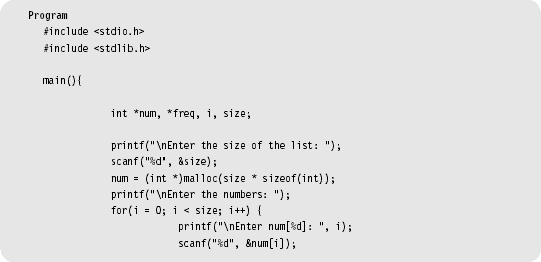 Program
#include <stdio.h>
#include <stdlib.h>
main(){
int *num, *freq, i, size;
printf("\nEnter the size of the list: ");
scanf("%d", &size);
num = (int *)malloc(size * sizeof(int));
printf("\nEnter the numbers: ");
for(i = 0; i < size; i++) {
printf("\nEnter num[%d]: ", i);
scanf("%d", &num[i]);